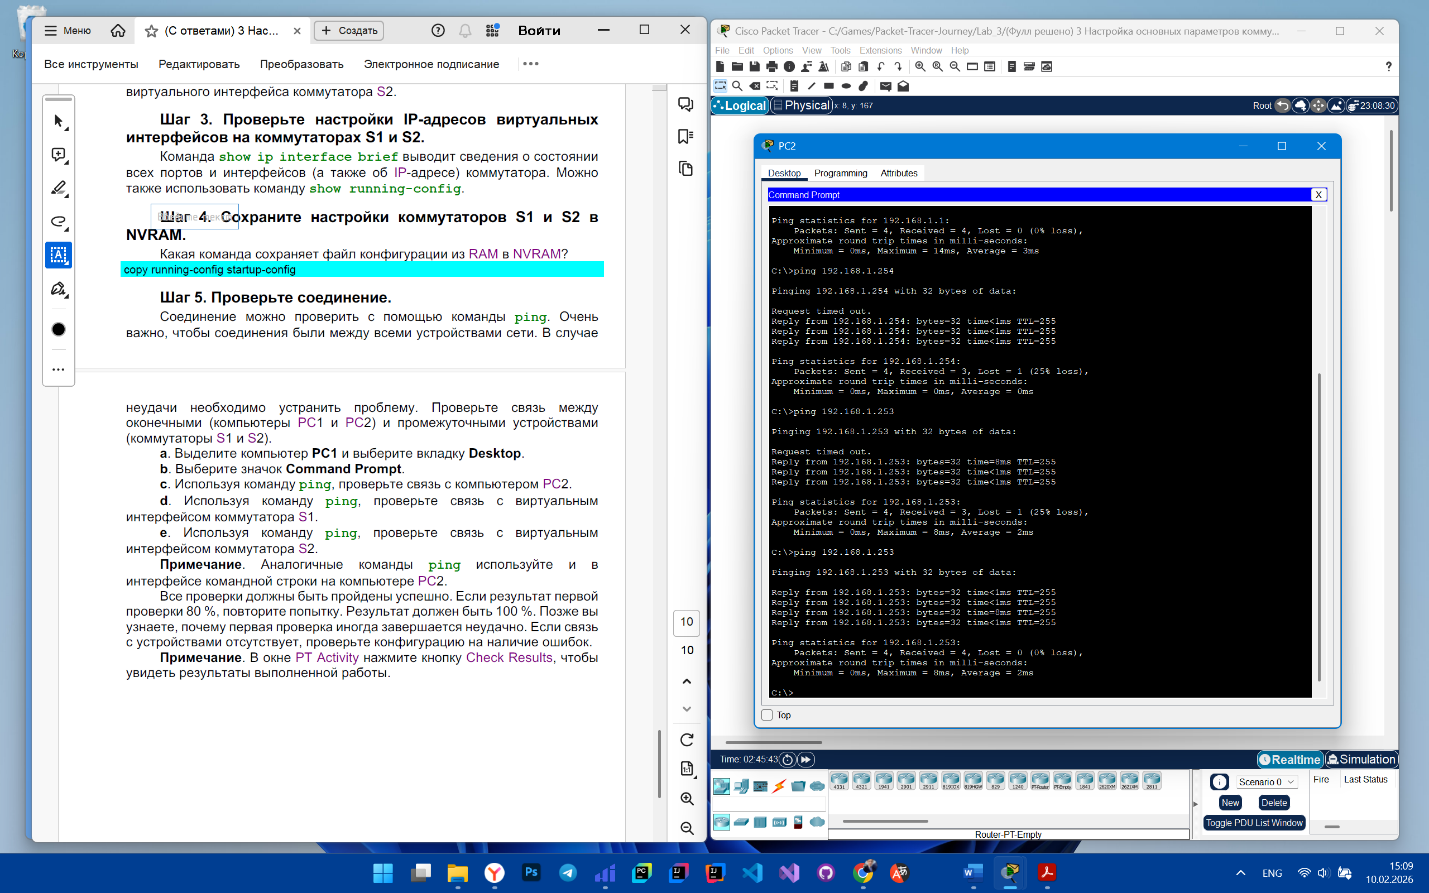 Меню
(С ответами) 3 Нас...
Создать
Войти
Все инструменты
Редактировать
Преобразовать
Электронное подписание
виртуального интерфейса коммутатора S2.
Шаг 3. Проверьте настройки IP-адресов виртуальных
интерфейсов на коммутаторах S1 и S2.
Команда show ip interface brief выводит сведения о состоянии
всех портов и интерфейсов (а также об IP-адресе) коммутатора. Можно
также использовать команду show running-config.
Шаг 4. Сохраните настройки коммутаторов S1 и S2 в
NVRAM.
Какая команда сохраняет файл конфигурации из RAM в NVRAM?
copy running-config startup-config
Шаг 5. Проверьте соединение.
Соединение можно проверить с помощью команды ping. Очень
важно, чтобы соединения были между всеми устройствами сети. В случае
неудачи необходимо устранить проблему. Проверьте связь между
оконечными (компьютеры PC1 и PC2) и промежуточными устройствами
(коммутаторы S1 и S2).
a. Выделите компьютер PC1 и выберите вкладку Desktop.
b. Выберите значок Command Prompt.
c. Используя команду ping, проверьте связь с компьютером PC2.
d. Используя команду ping, проверьте связь с виртуальным
интерфейсом коммутатора S1.
e. Используя команду ping, проверьте связь с виртуальным
интерфейсом коммутатора S2.
Примечание. Аналогичные команды ping используйте и в
интерфейсе командной строки на компьютере PC2.
Все проверки должны быть пройдены успешно. Если результат первой
проверки 80 %, повторите попытку. Результат должен быть 100 %. Позже вы
узнаете, почему первая проверка иногда завершается неудачно. Если связь
с устройствами отсутствует, проверьте конфигурацию на наличие ошибок.
Примечание. В окне PT Activity нажмите кнопку Check Results, чтобы
увидеть результаты выполненной работы.
10
10
Cisco Packet Tracer - C:/Games/Packet-Tracer-Journey/Lab_3/(Фулл решено) 3 Настройка основных параметров комму...
File Edit Options View Tools Extensions Window Help
Logical
Physical
x: 8, y: 167
Root
23:08:30
PC2
Desktop Programming Attributes
Command Prompt
X
Ping statistics for 192.168.1.1:
Packets: Sent = 4, Received = 4, Lost = 0 (0% loss),
Approximate round trip times in milli-seconds:
Minimum = 0ms, Maximum = 14ms, Average = 3ms
C:\>ping 192.168.1.254
Pinging 192.168.1.254 with 32 bytes of data:
Request timed out.
Reply from 192.168.1.254: bytes=32 time<1ms TTL=255
Reply from 192.168.1.254: bytes=32 time<1ms TTL=255
Reply from 192.168.1.254: bytes=32 time<1ms TTL=255
Ping statistics for 192.168.1.254:
Packets: Sent = 4, Received = 3, Lost = 1 (25% loss),
Approximate round trip times in milli-seconds:
Minimum = 0ms, Maximum = 0ms, Average = 0ms
C:\>ping 192.168.1.253
Pinging 192.168.1.253 with 32 bytes of data:
Request timed out.
Reply from 192.168.1.253: bytes=32 time=8ms TTL=255
Reply from 192.168.1.253: bytes=32 time<1ms TTL=255
Reply from 192.168.1.253: bytes=32 time<1ms TTL=255
Ping statistics for 192.168.1.253:
Packets: Sent = 4, Received = 3, Lost = 1 (25% loss),
Approximate round trip times in milli-seconds:
Minimum = 0ms, Maximum = 8ms, Average = 2ms
C:\>ping 192.168.1.253
Pinging 192.168.1.253 with 32 bytes of data:
Reply from 192.168.1.253: bytes=32 time<1ms TTL=255
Reply from 192.168.1.253: bytes=32 time<1ms TTL=255
Reply from 192.168.1.253: bytes=32 time=8ms TTL=255
Reply from 192.168.1.253: bytes=32 time<1ms TTL=255
Ping statistics for 192.168.1.253:
Packets: Sent = 4, Received = 4, Lost = 0 (0% loss),
Approximate round trip times in milli-seconds:
Minimum = 0ms, Maximum = 8ms, Average = 2ms
C:\>
Top
Time: 02:45:43
Realtime
Simulation
4331 4321 1941 2901 2911 819IOX 819HGW 829 1240 PT-Router PT-Empty 1841 2620XM 2621XM 2811
Router-PT-Empty
Scenario 0
New
Delete
Toggle PDU List Window
Fire
Last Status
ENG
15:09
10.02.2026